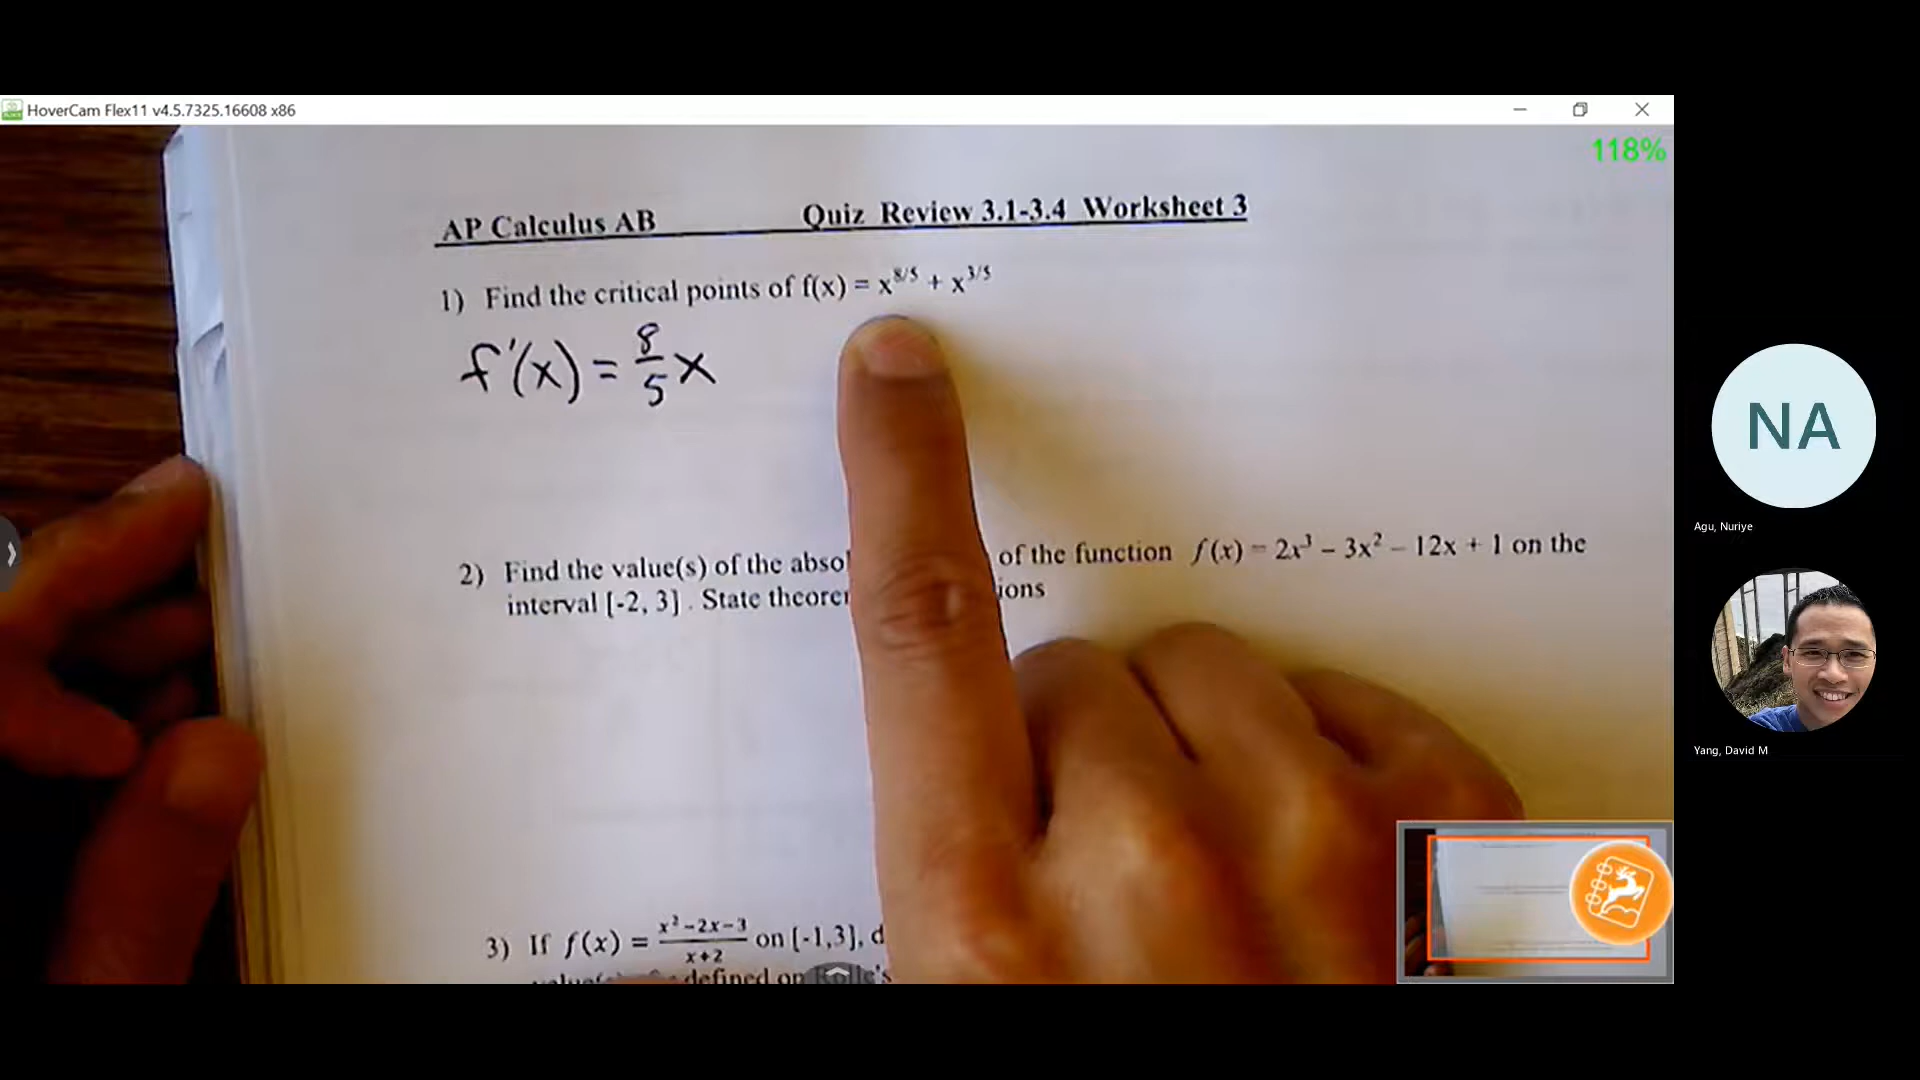 HoverCam Flex11 v4.5.7325.16608 x86
118%
AP Calculus AB Quiz Review 3.1-3.4 Worksheet 3
1) Find the critical points of f(x) = x^8/5 + x^3/5
f'(x) = 8/5 x
2) Find the value(s) of the of the function f(x) = 2x³ - 3x² - 12x + 1 on the
interval [-2, 3] . State
3) If f(x) = x²-2x-3 / x+2 on [-1,3],
defined on
NA
Agu, Nuriye
Yang, David M